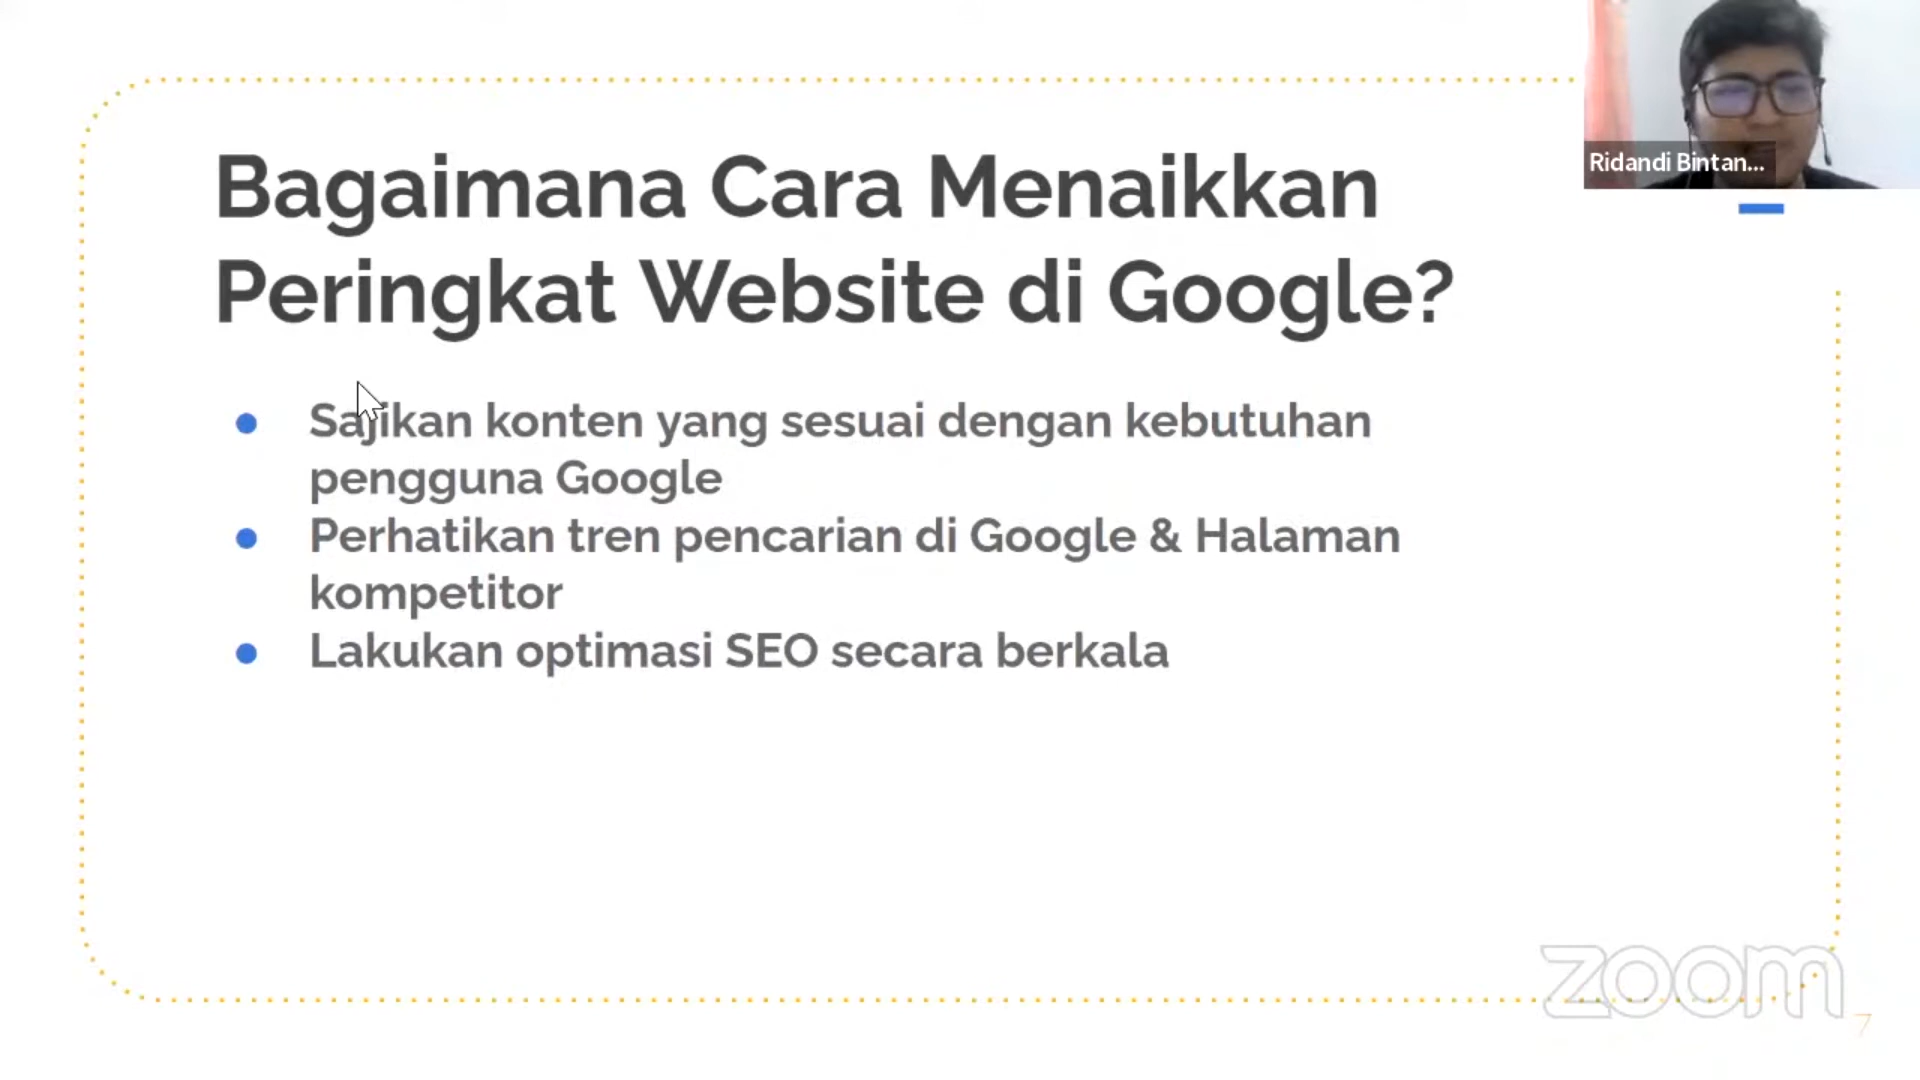 Ridandi Bintan...
Bagaimana Cara Menaikkan
Peringkat Website di Google?
Sajikan konten yang sesuai dengan kebutuhan
pengguna Google
Perhatikan tren pencarian di Google & Halaman
kompetitor
Lakukan optimasi SEO secara berkala
zoom
7